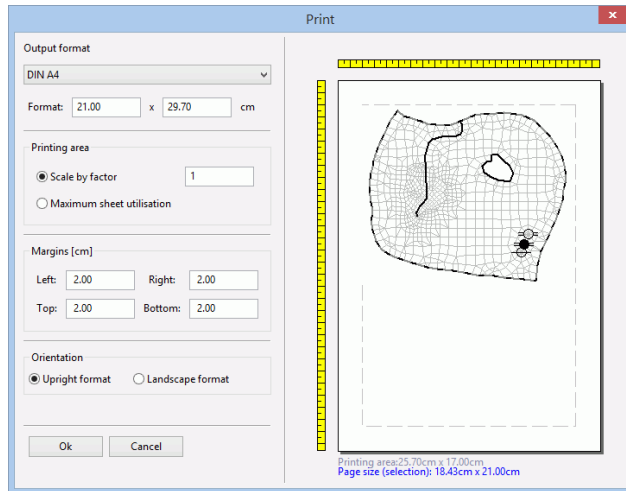 Print
Output format
DIN A4
Format: 21.00 x 29.70 cm
Printing area
Scale by factor 1
Maximum sheet utilisation
Margins [cm]
Left: 2.00 Right: 2.00
Top: 2.00 Bottom: 2.00
Orientation
Upright format Landscape format
Ok Cancel
Printing area:25.70cm x 17.00cm
Page size (selection): 18.43cm x 21.00cm